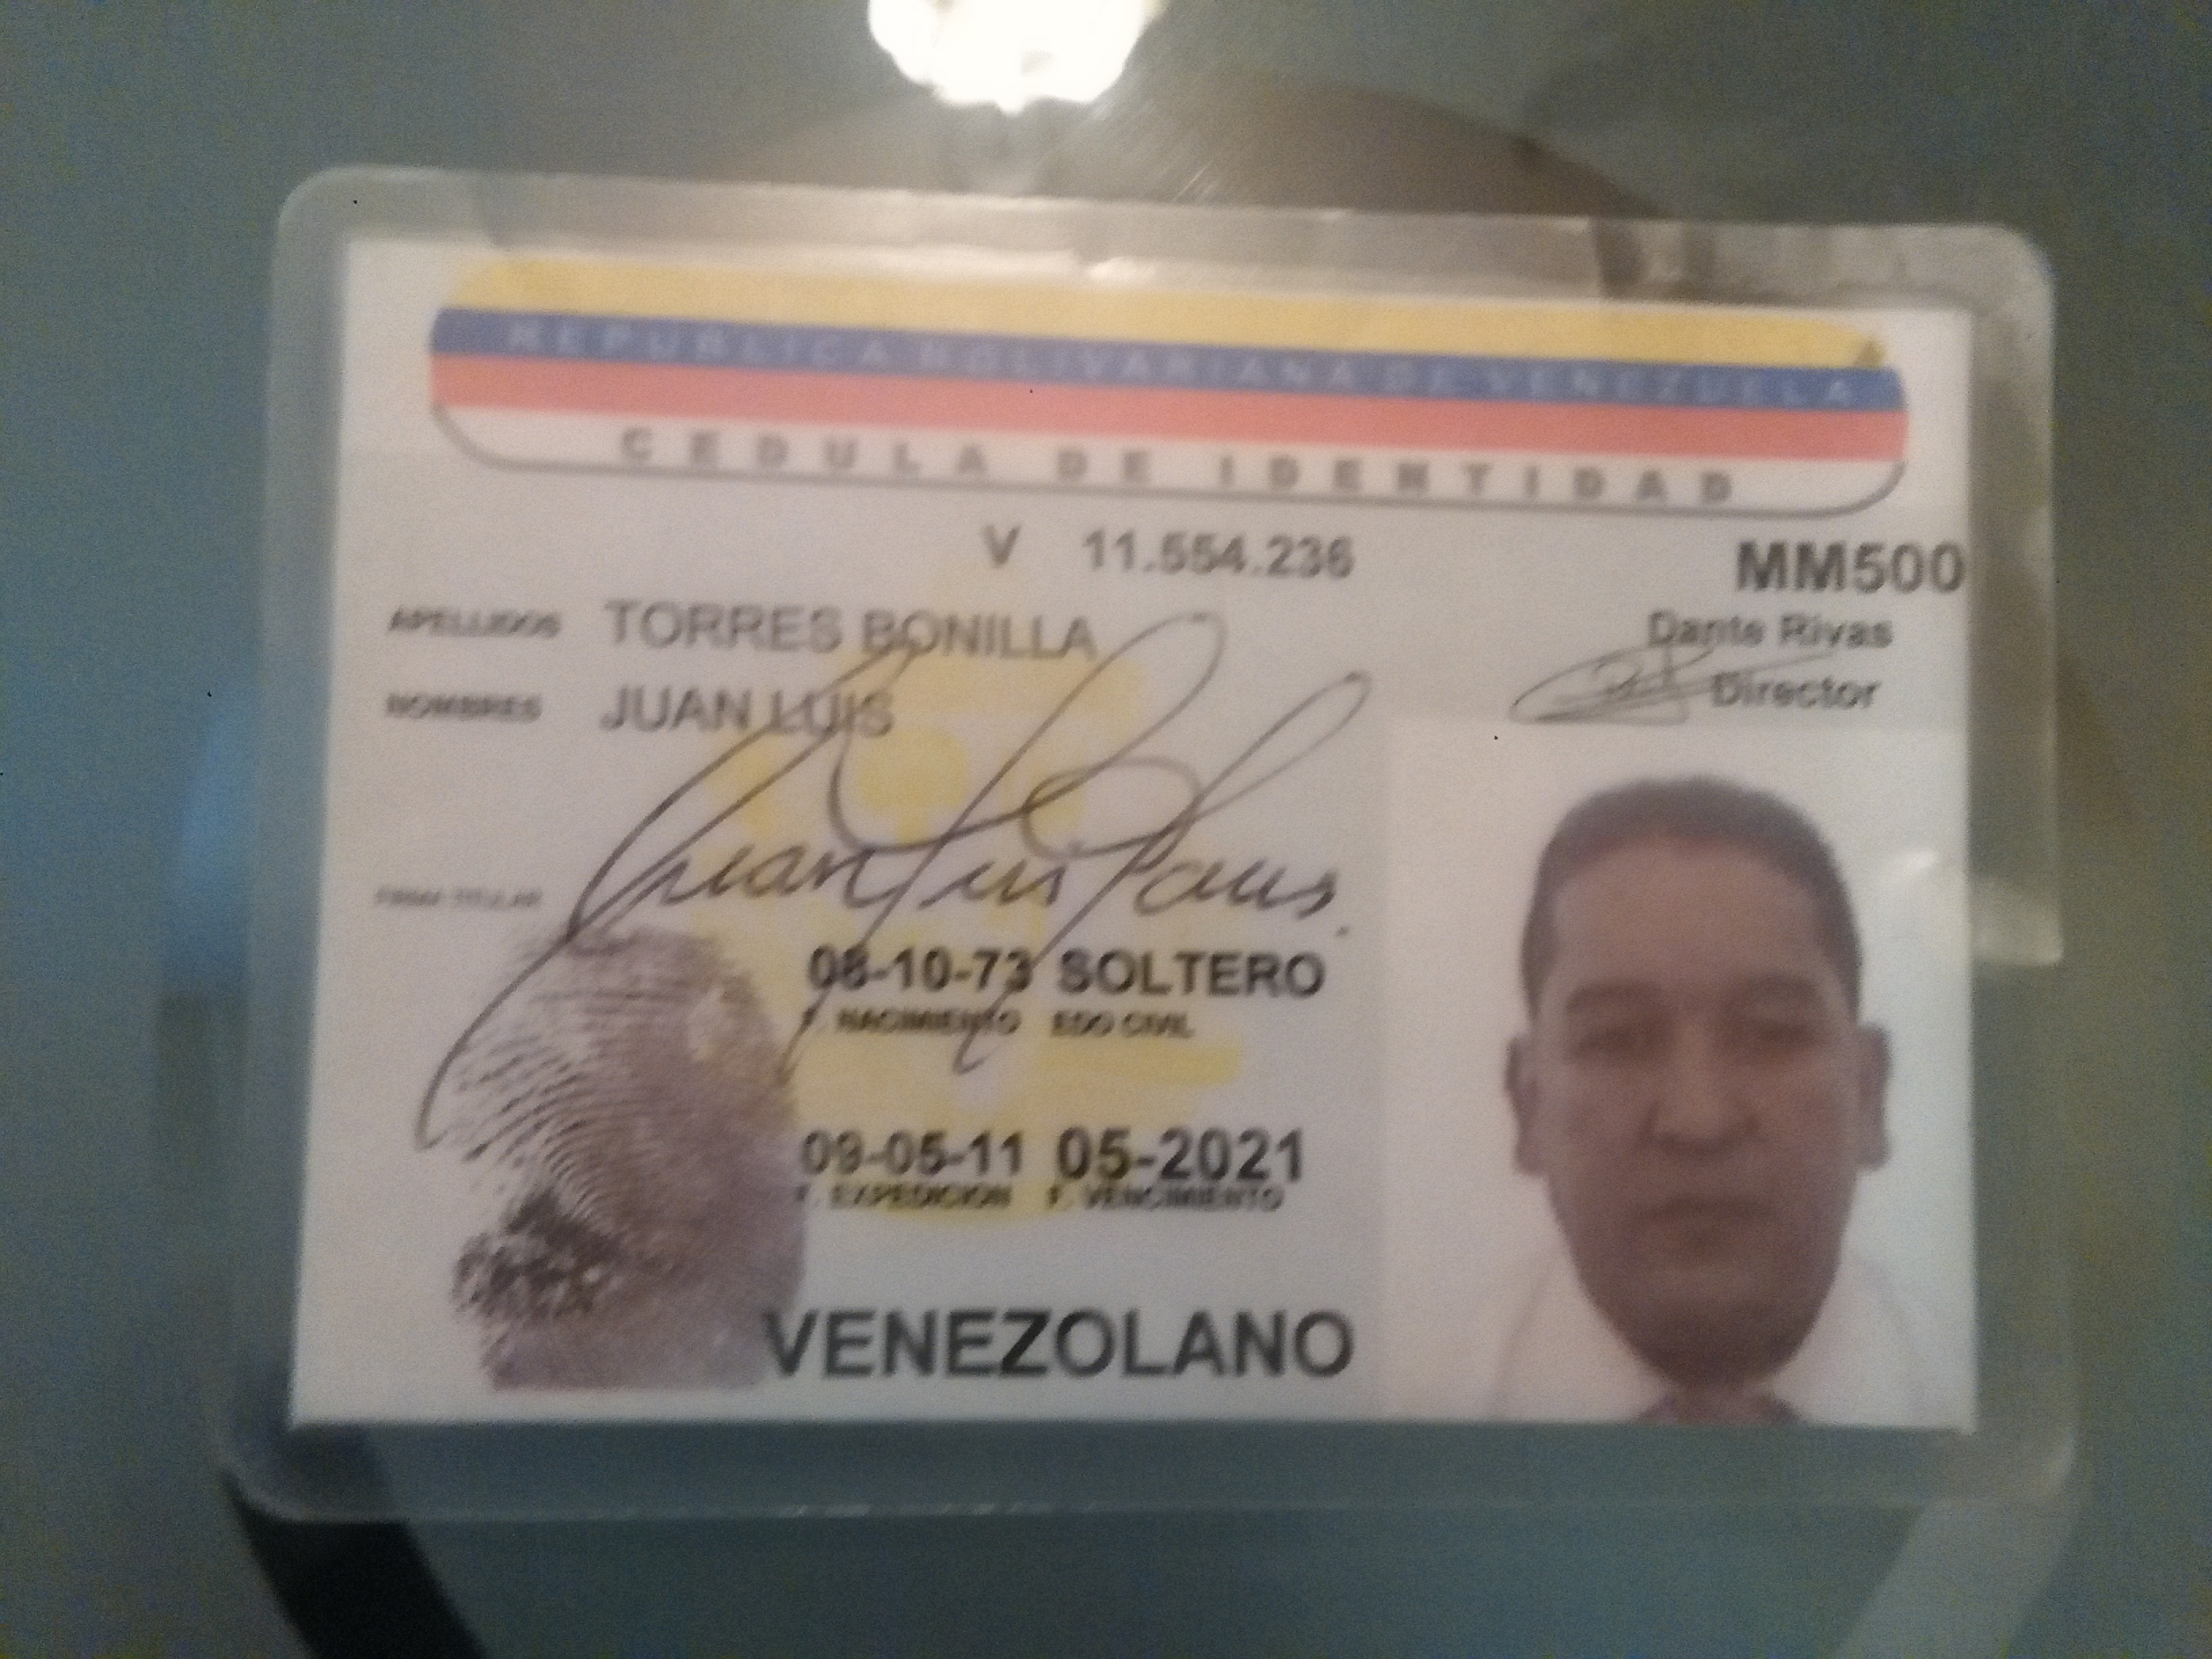 REPUBLICA BOLIVARIANA DE VENEZUELA
CEDULA DE IDENTIDAD
V 11.554.236
MM500
APELLIDOS TORRES BONILLA
Dante Rivas
Director
NOMBRES JUAN LUIS
FIRMA TITULAR
Juan Luis
08-10-73 SOLTERO
F. NACIMIENTO EDO CIVIL
09-05-11 05-2021
F. EXPEDICION F. VENCIMIENTO
VENEZOLANO